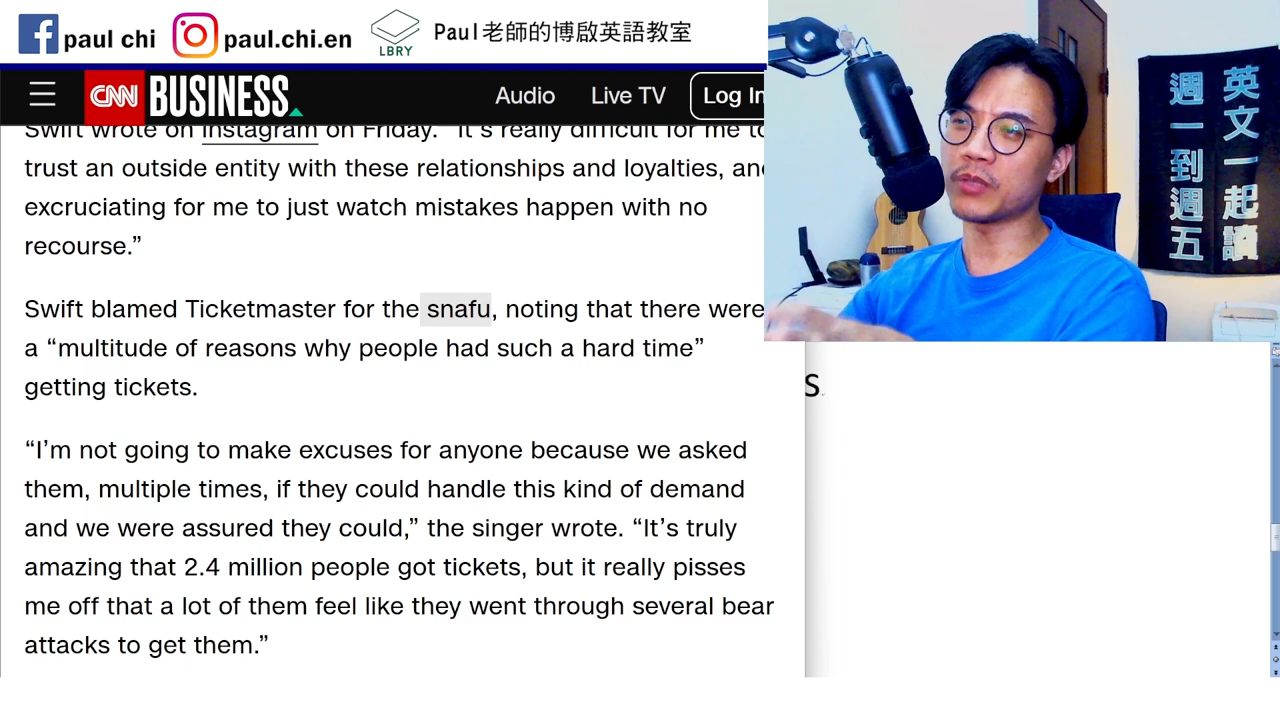 paul chi
paul.chi.en
LBRY
Paul老師的博啟英語教室
CNN BUSINESS
Audio
Live TV
Log In
Swift wrote on Instagram on Friday. “It’s really difficult for me to
trust an outside entity with these relationships and loyalties, and
excruciating for me to just watch mistakes happen with no
recourse.”
Swift blamed Ticketmaster for the snafu, noting that there were
a “multitude of reasons why people had such a hard time”
getting tickets.
“I’m not going to make excuses for anyone because we asked
them, multiple times, if they could handle this kind of demand
and we were assured they could,” the singer wrote. “It’s truly
amazing that 2.4 million people got tickets, but it really pisses
me off that a lot of them feel like they went through several bear
attacks to get them.”
英文一起讀
週一到週五
s